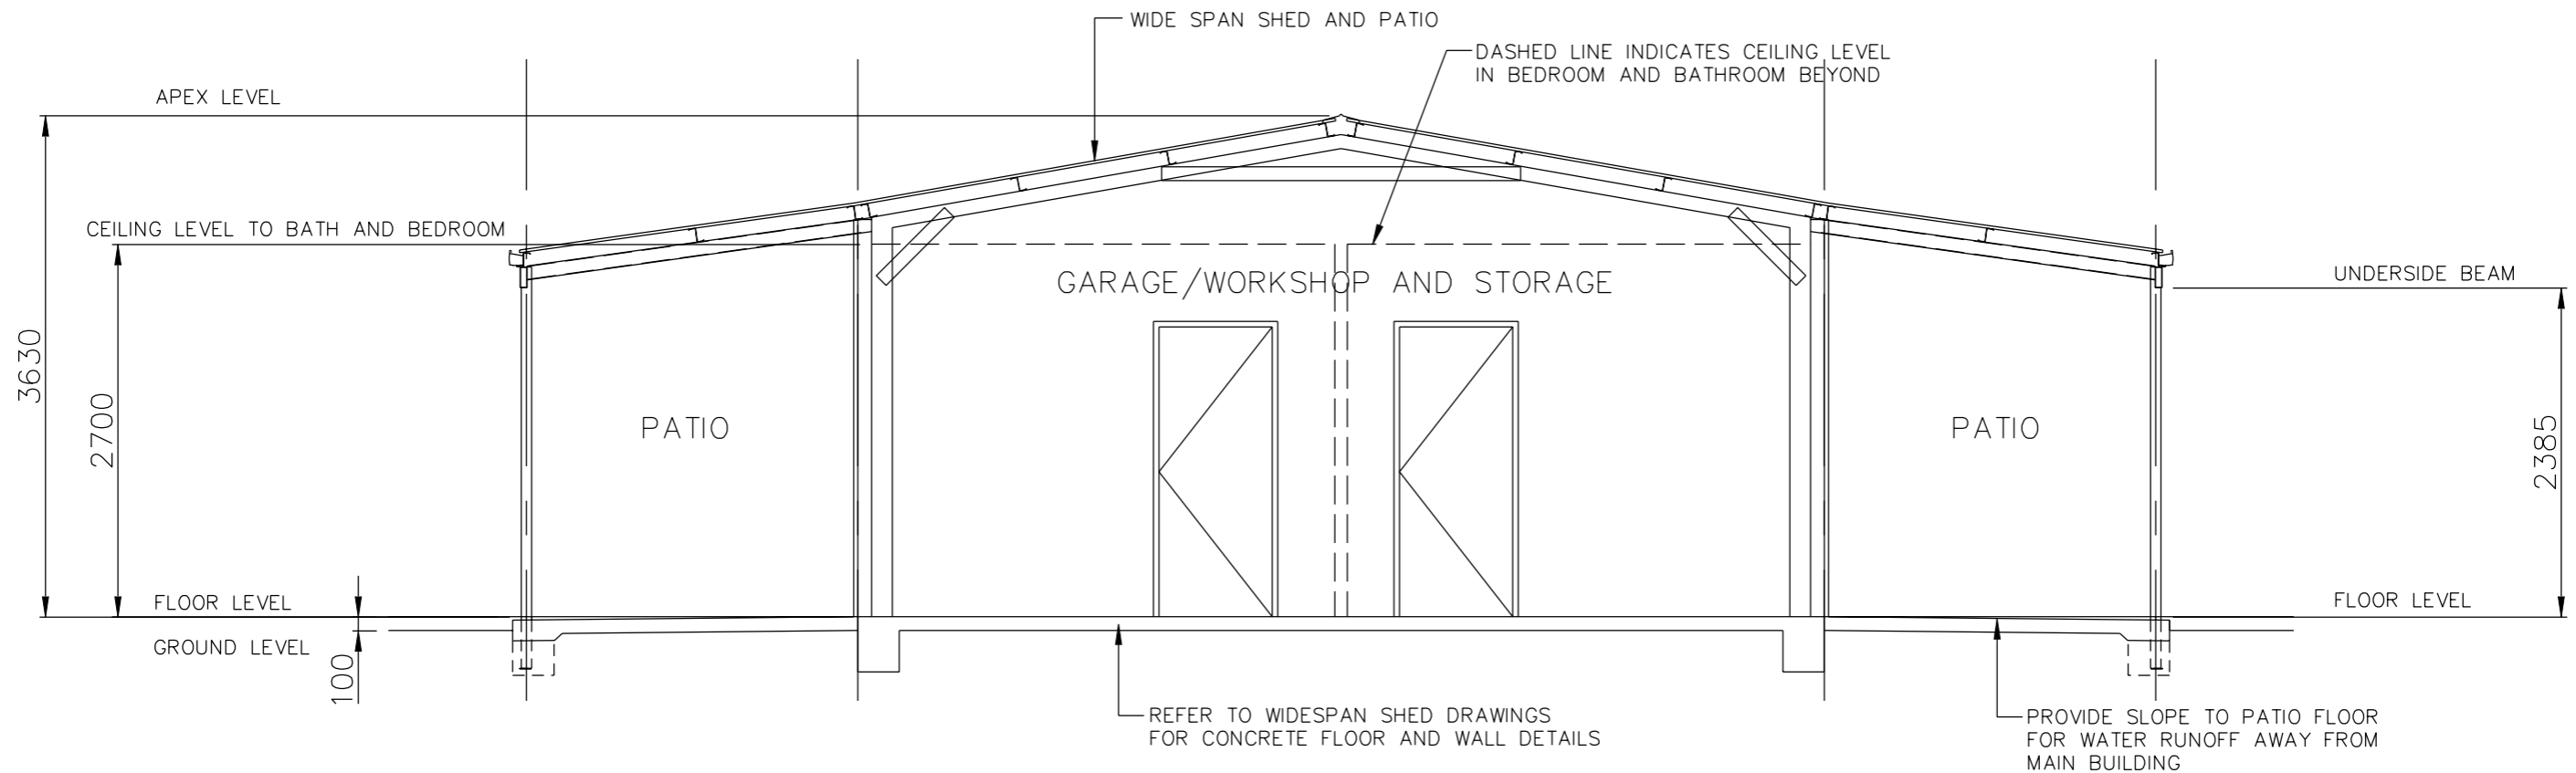 WIDE SPAN SHED AND PATIO
DASHED LINE INDICATES CEILING LEVEL
IN BEDROOM AND BATHROOM BEYOND
APEX LEVEL
CEILING LEVEL TO BATH AND BEDROOM
GARAGE/WORKSHOP AND STORAGE
UNDERSIDE BEAM
3630
2700
PATIO
PATIO
2385
FLOOR LEVEL
FLOOR LEVEL
GROUND LEVEL
100
REFER TO WIDESPAN SHED DRAWINGS
FOR CONCRETE FLOOR AND WALL DETAILS
PROVIDE SLOPE TO PATIO FLOOR
FOR WATER RUNOFF AWAY FROM
MAIN BUILDING